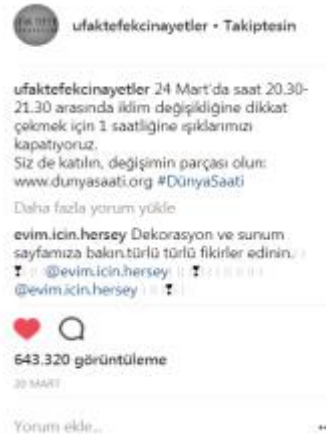 ufaktefekcinayetler • Takiptesin
ufaktefekcinayetler 24 Mart'da saat 20.30-
21.30 arasında iklim değişikliğine dikkat
çekmek için 1 saatliğine ışıklarımızı
kapatıyoruz.
Siz de katılın, değişimin parçası olun:
www.dunyasaati.org #DünyaSaati
Daha fazla yorum yükle
evim.icin.hersey Dekorasyon ve sunum
sayfamıza bakın.türlü türlü fikirler edinin.
@evim.icin.hersey
@evim.icin.hersey
643.320 görüntüleme
20 MART
Yorum ekle...